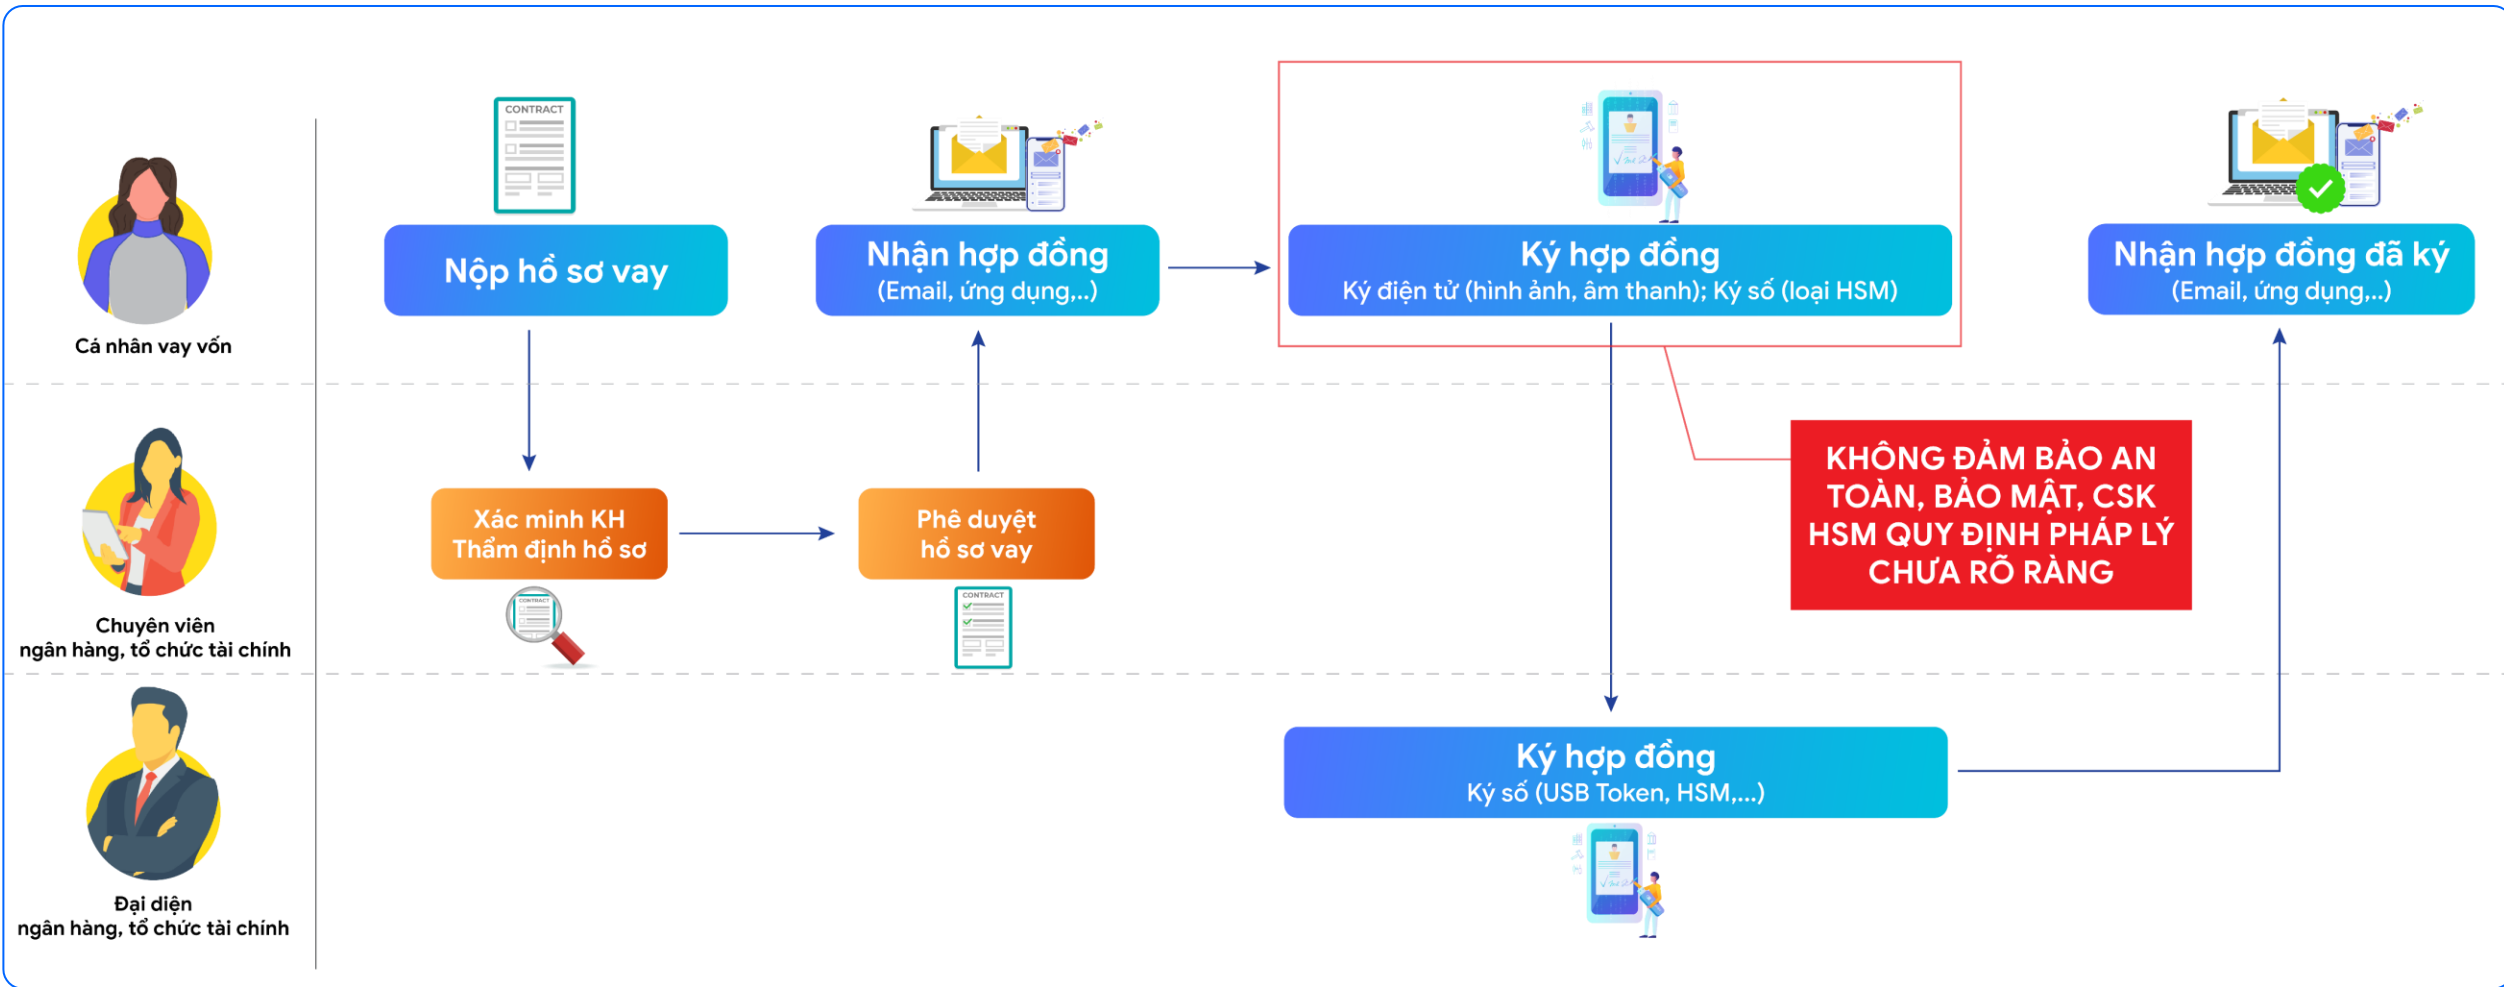 CONTRACT
Nộp hồ sơ vay
Nhận hợp đồng
(Email, ứng dụng,..)
Ký hợp đồng
Ký điện tử (hình ảnh, âm thanh); Ký số (loại HSM)
Nhận hợp đồng đã ký
(Email, ứng dụng,..)
Cá nhân vay vốn
KHÔNG ĐẢM BẢO AN
TOÀN, BẢO MẬT, CSK
HSM QUY ĐỊNH PHÁP LÝ
CHƯA RÕ RÀNG
Xác minh KH
Thẩm định hồ sơ
CONTRACT
Phê duyệt
hồ sơ vay
CONTRACT
Chuyên viên
ngân hàng, tổ chức tài chính
Ký hợp đồng
Ký số (USB Token, HSM,...)
Đại diện
ngân hàng, tổ chức tài chính